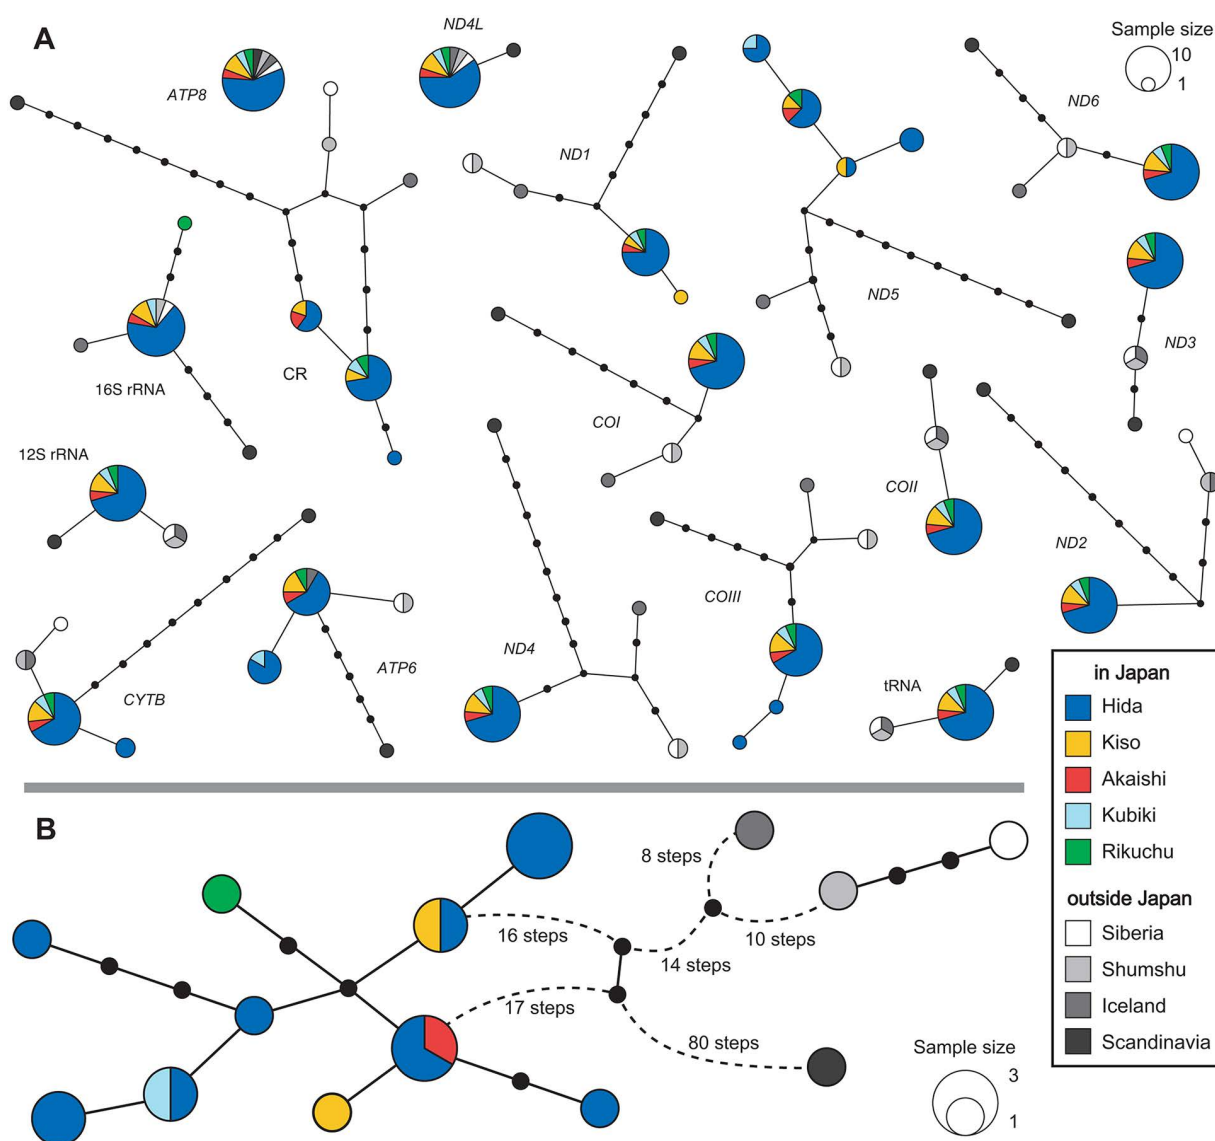 A
ND4L
Sample size
10
1
ATP8
ND6
ND1
ND5
ND3
16S rRNA
CR
COI
12S rRNA
COII
ND2
COIII
ND4
ATP6
CYTB
tRNA
in Japan
Hida
Kiso
Akaishi
Kubiki
Rikuchu
outside Japan
Siberia
Shumshu
Iceland
Scandinavia
B
8 steps
16 steps
10 steps
14 steps
17 steps
80 steps
Sample size
3
1